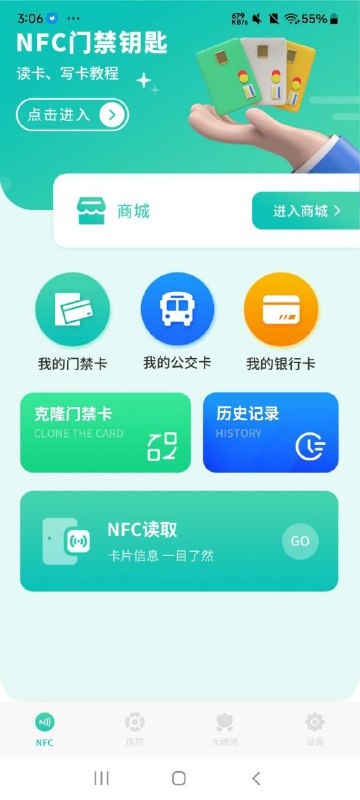 3:06
679 KB/s
55%
NFC门禁钥匙
读卡、写卡教程
点击进入
商城
进入商城
我的门禁卡
我的公交卡
我的银行卡
克隆门禁卡
CLONE THE CARD
历史记录
HISTORY
NFC读取
卡片信息 一目了然
GO
NFC
遥控
大姨妈
设置